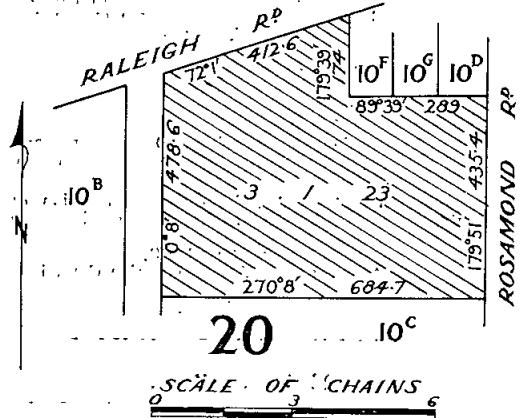 RALEIGH RD
72°1' 412·6
179°39' 174
10F 10G 10D
89°39' 289
ROSAMOND RD
435·4
179°51'
478·6
0°8'
10B
N
3 1 23
270°8' 684·7
20 10C
SCALE OF CHAINS
0 3 6